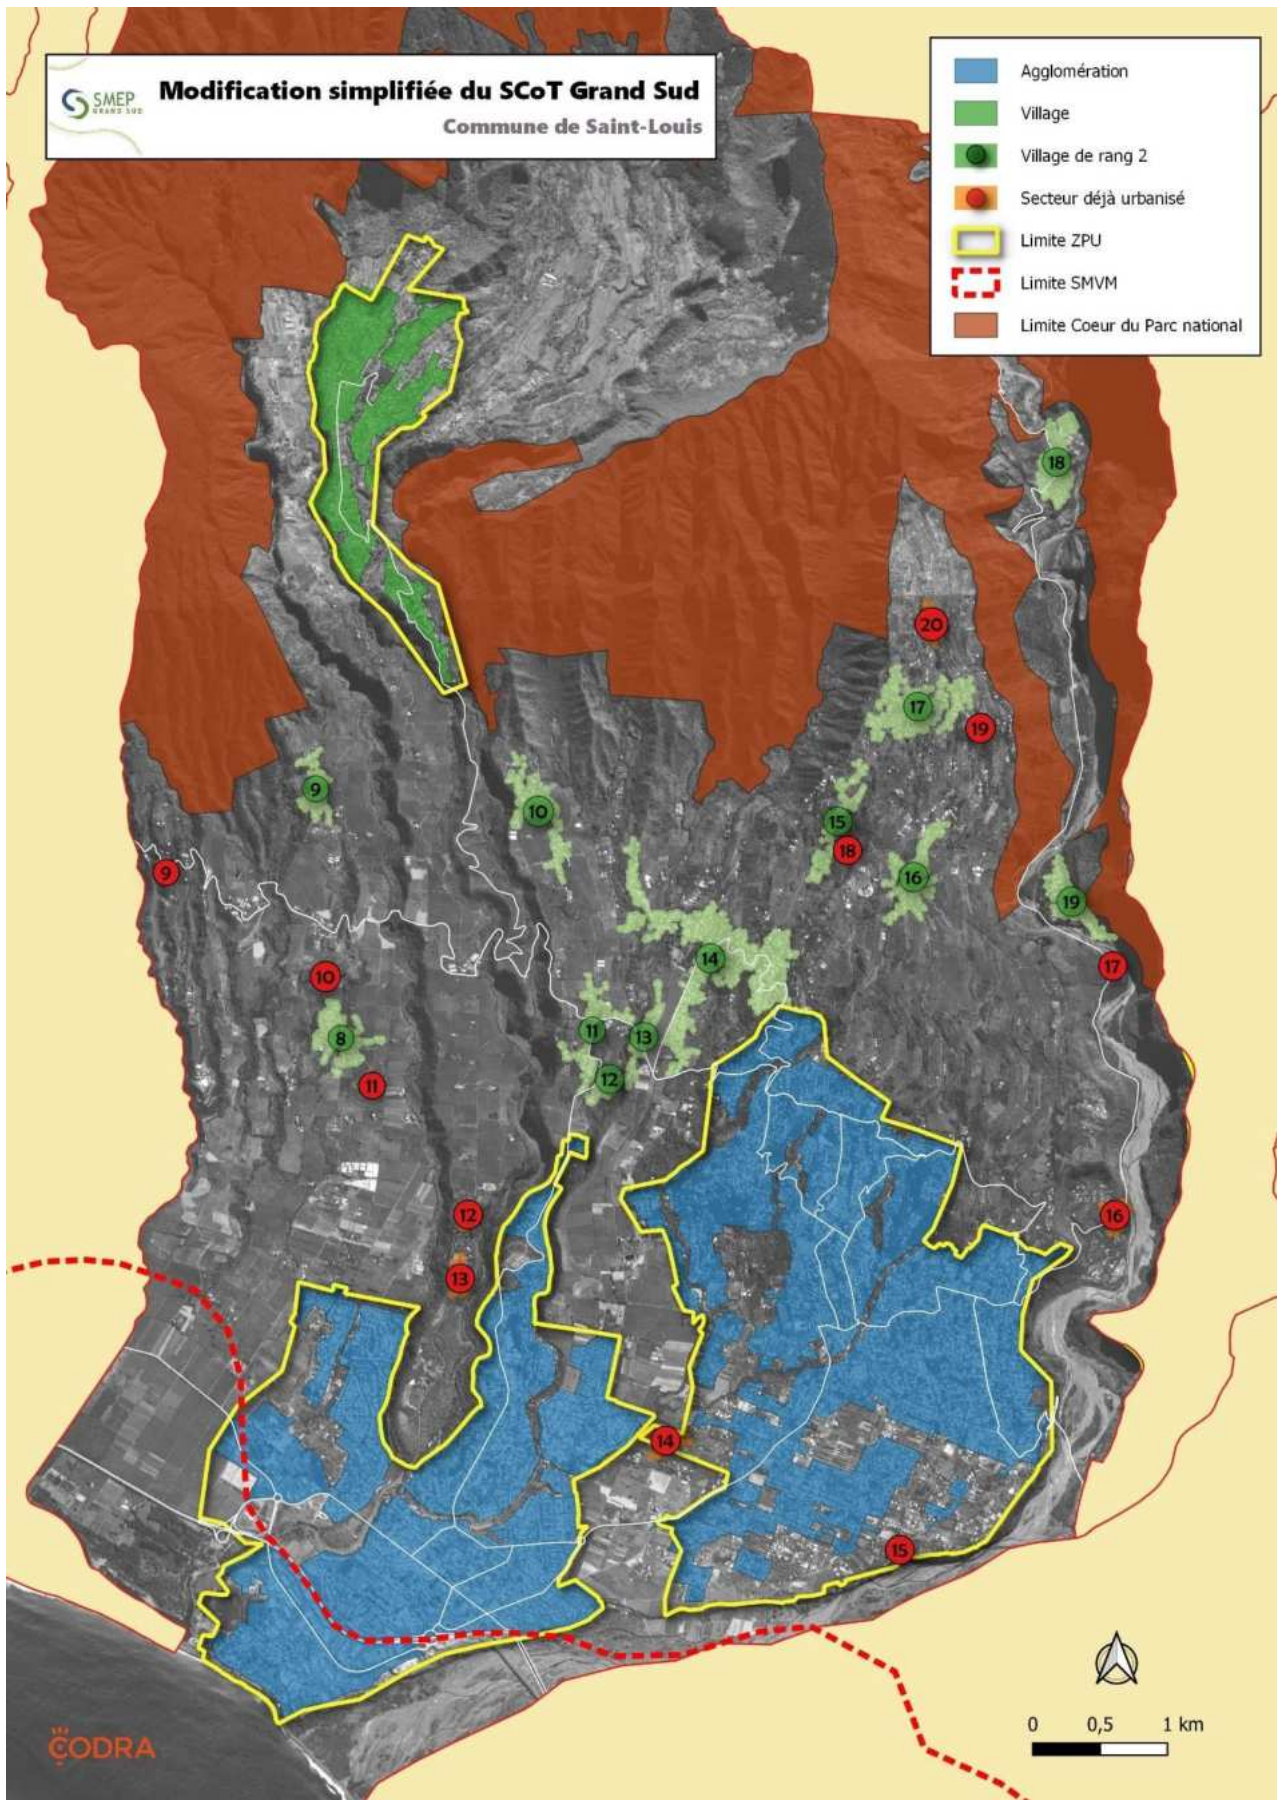 SMEP
GRAND SUD
Modification simplifiée du SCoT Grand Sud
Commune de Saint-Louis
Agglomération
Village
Village de rang 2
Secteur déjà urbanisé
Limite ZPU
Limite SMVM
Limite Coeur du Parc national
18
20
17
19
9
10
15
18
9
16
19
14
17
10
11
13
8
12
11
12
16
13
14
15
0 0,5 1 km
CODRA